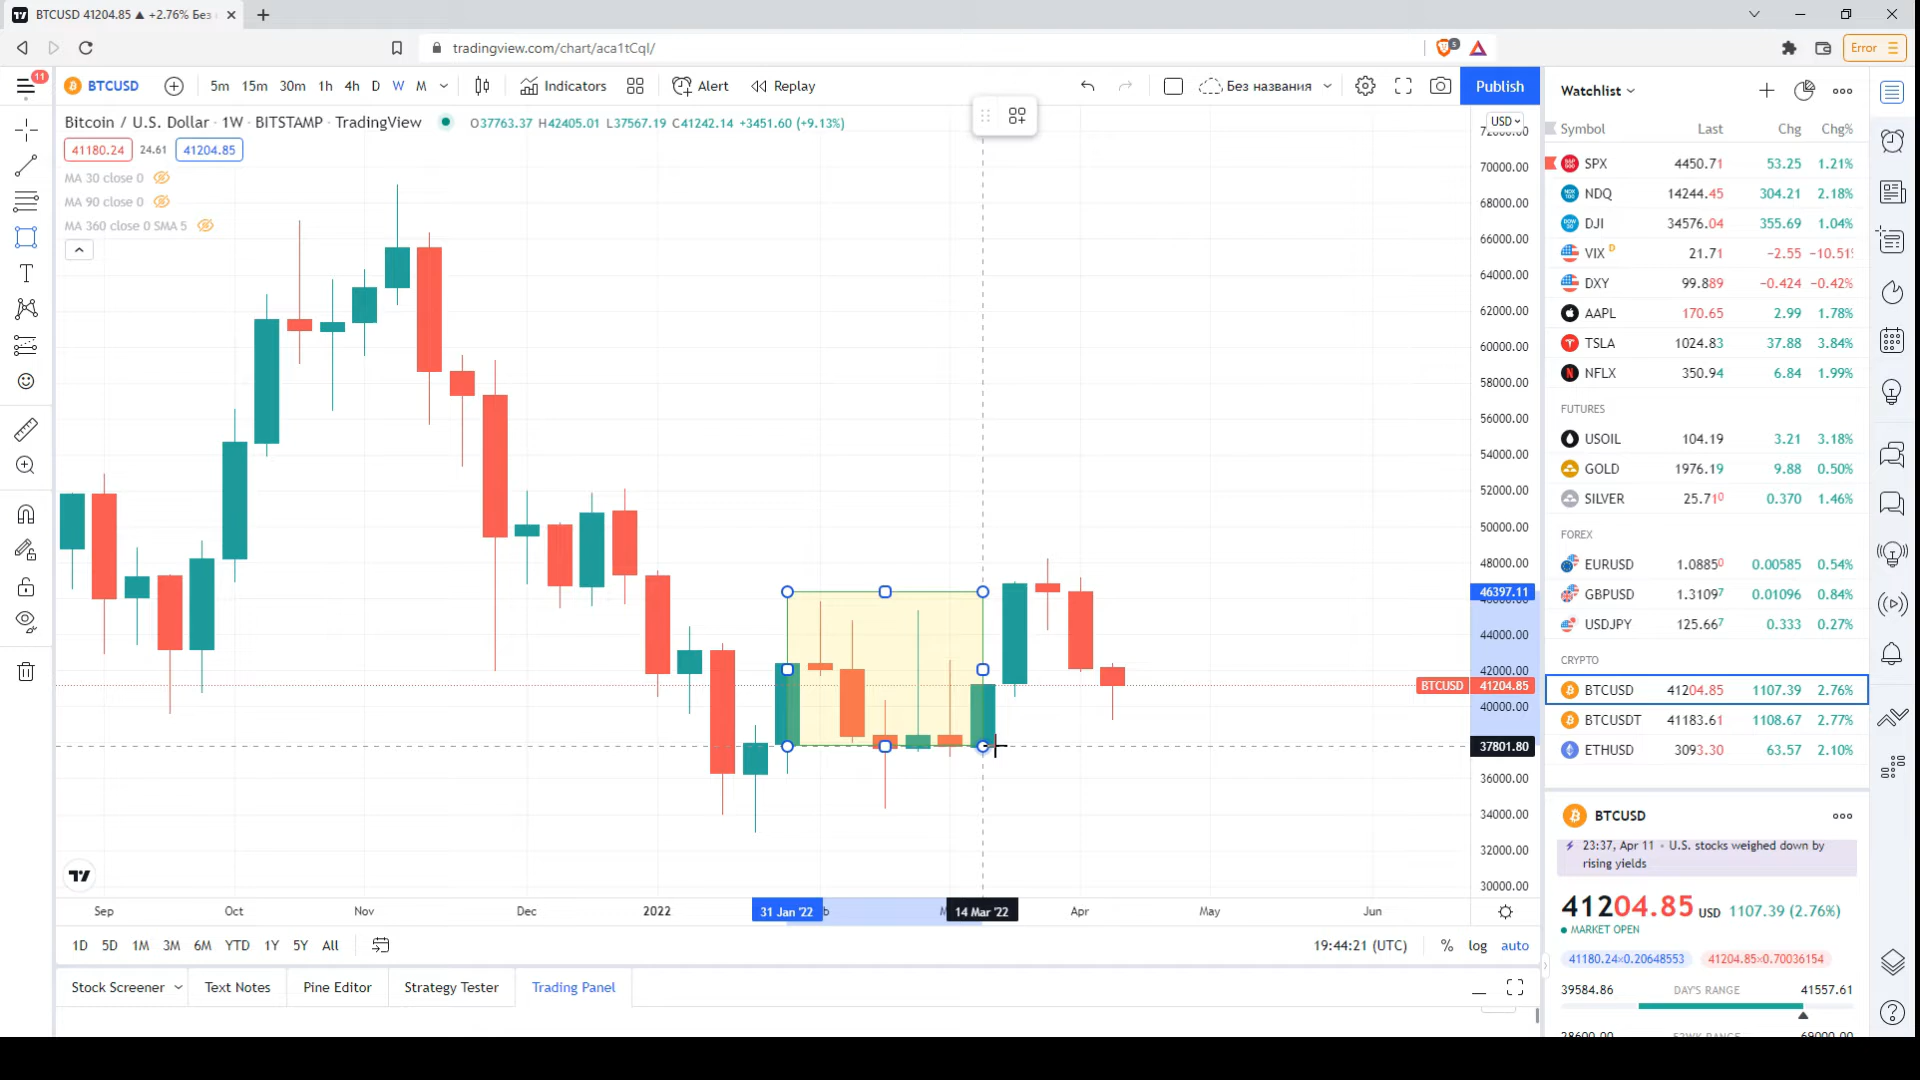 BTCUSD 41204.85 ▲ +2.76% Без
tradingview.com/chart/aca1tCql/
5
Error
11
BTCUSD
5m 15m 30m 1h 4h D W M
Indicators
Alert
Replay
Без названия
Publish
Bitcoin / U.S. Dollar · 1W · BITSTAMP · TradingView
O37763.37 H42405.01 L37567.19 C41242.14 +3451.60 (+9.13%)
41180.24 24.61 41204.85
MA 30 close 0
MA 90 close 0
MA 360 close 0 SMA 5
USD
72000.00
70000.00
68000.00
66000.00
64000.00
62000.00
60000.00
58000.00
56000.00
54000.00
52000.00
50000.00
48000.00
46397.11
44000.00
42000.00
BTCUSD 41204.85
40000.00
37801.80
36000.00
34000.00
32000.00
30000.00
Sep Oct Nov Dec 2022 31 Jan '22 14 Mar '22 Apr May Jun
1D 5D 1M 3M 6M YTD 1Y 5Y All
19:44:21 (UTC) % log auto
Stock Screener Text Notes Pine Editor Strategy Tester Trading Panel
Watchlist
Symbol Last Chg Chg%
SPX 4450.71 53.25 1.21%
NDQ 14244.45 304.21 2.18%
DJI 34576.04 355.69 1.04%
VIX D 21.71 −2.55 −10.51%
DXY 99.889 −0.424 −0.42%
AAPL 170.65 2.99 1.78%
TSLA 1024.83 37.88 3.84%
NFLX 350.94 6.84 1.99%
FUTURES
USOIL 104.19 3.21 3.18%
GOLD 1976.19 9.88 0.50%
SILVER 25.710 0.370 1.46%
FOREX
EURUSD 1.08850 0.00585 0.54%
GBPUSD 1.31097 0.01096 0.84%
USDJPY 125.667 0.333 0.27%
CRYPTO
BTCUSD 41204.85 1107.39 2.76%
BTCUSDT 41183.61 1108.67 2.77%
ETHUSD 3093.30 63.57 2.10%
BTCUSD
23:37, Apr 11 • U.S. stocks weighed down by
rising yields
41204.85 USD 1107.39 (2.76%)
MARKET OPEN
41180.24×0.20648553 41204.85×0.70036154
39584.86 DAY'S RANGE 41557.61
28600.00 52WK RANGE 69000.00